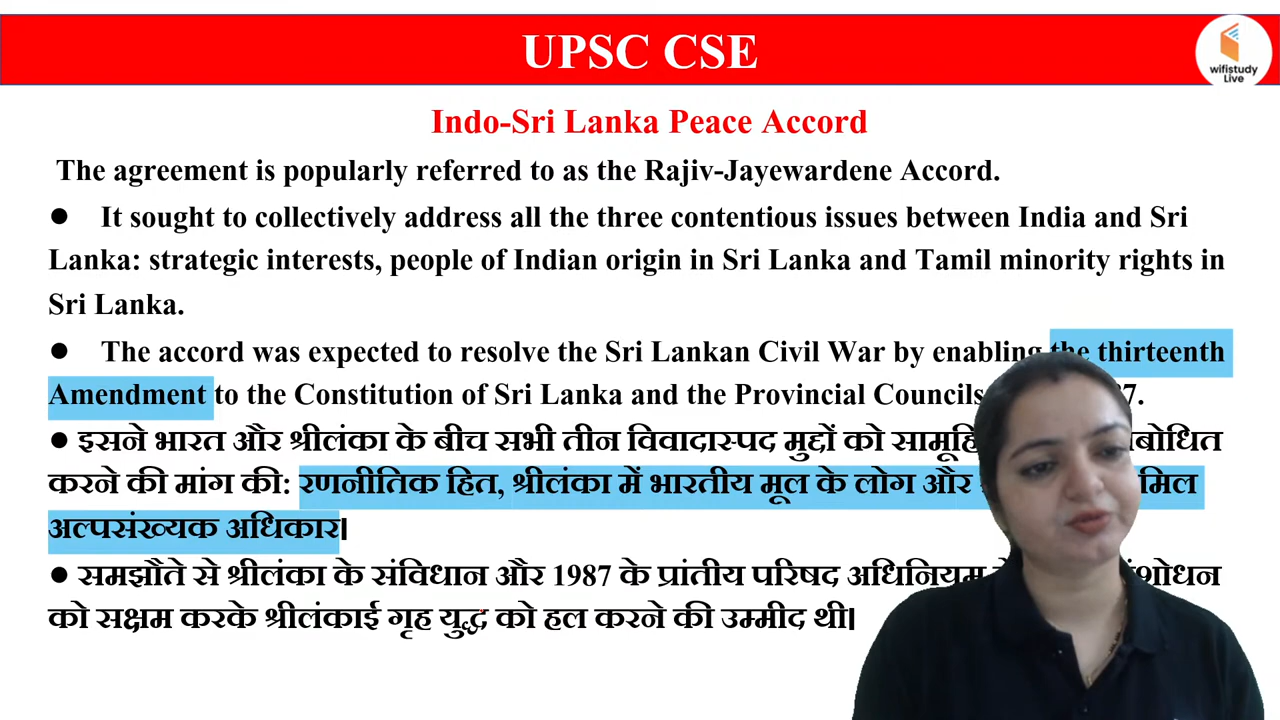 UPSC CSE
wifistudy
Live
Indo-Sri Lanka Peace Accord
The agreement is popularly referred to as the Rajiv-Jayewardene Accord.
● It sought to collectively address all the three contentious issues between India and Sri
Lanka: strategic interests, people of Indian origin in Sri Lanka and Tamil minority rights in
Sri Lanka.
● The accord was expected to resolve the Sri Lankan Civil War by enabling the thirteenth
Amendment to the Constitution of Sri Lanka and the Provincial Councils
● इसने भारत और श्रीलंका के बीच सभी तीन विवादास्पद मुद्दों को
करने की मांग की: रणनीतिक हित, श्रीलंका में भारतीय मूल के लोग और
अल्पसंख्यक अधिकार।
● समझौते से श्रीलंका के संविधान और 1987 के प्रांतीय परिषद अधिनियम
को सक्षम करके श्रीलंकाई गृह युद्ध को हल करने की उम्मीद थी।